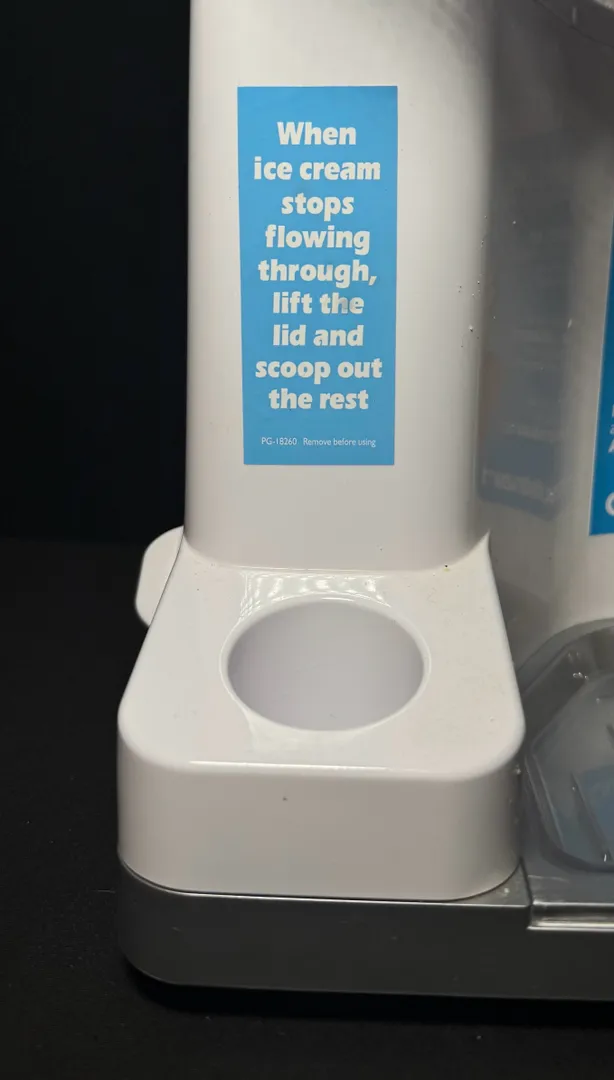 When
ice cream
stops
flowing
through,
lift the
lid and
scoop out
the rest
PG-18260 Remove before using